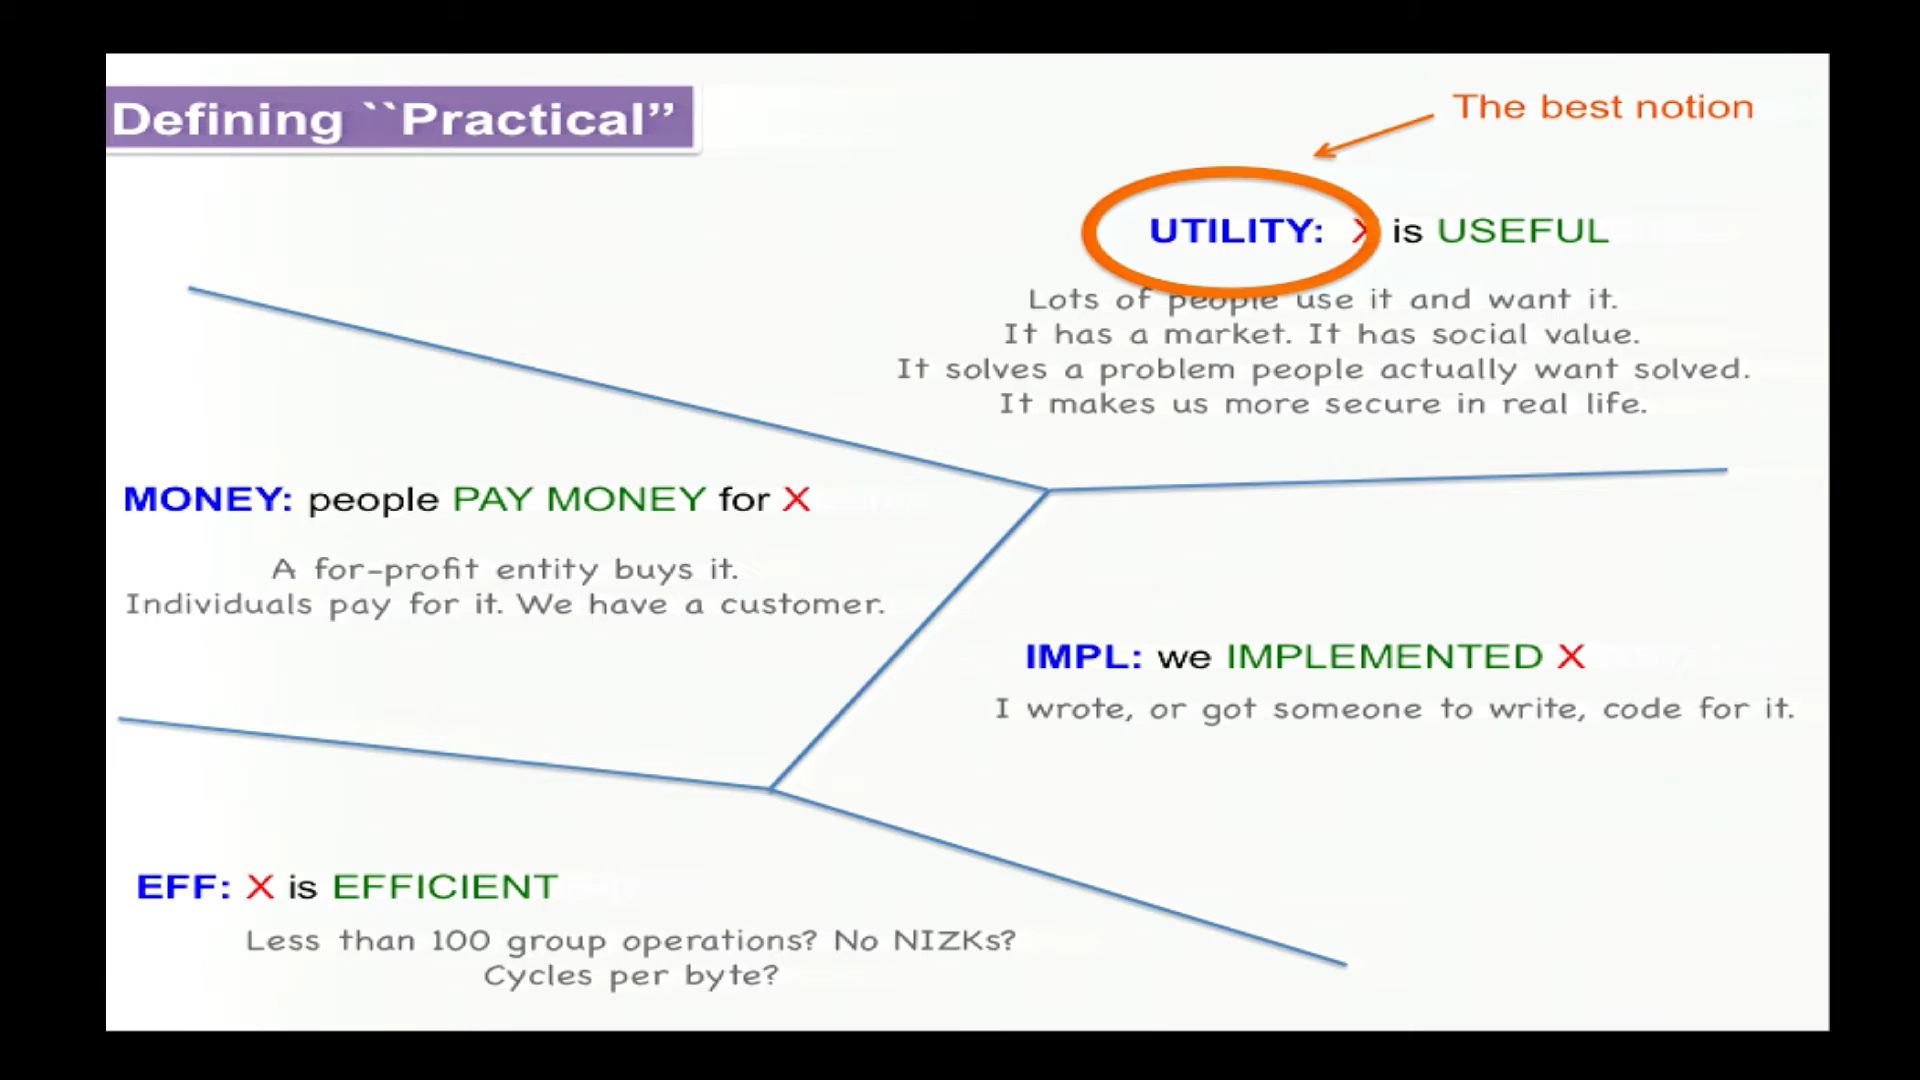 Defining ``Practical”
The best notion
UTILITY: X is USEFUL
Lots of people use it and want it.
It has a market. It has social value.
It solves a problem people actually want solved.
It makes us more secure in real life.
MONEY: people PAY MONEY for X
A for-profit entity buys it.
Individuals pay for it. We have a customer.
IMPL: we IMPLEMENTED X
I wrote, or got someone to write, code for it.
EFF: X is EFFICIENT
Less than 100 group operations? No NIZKs?
Cycles per byte?